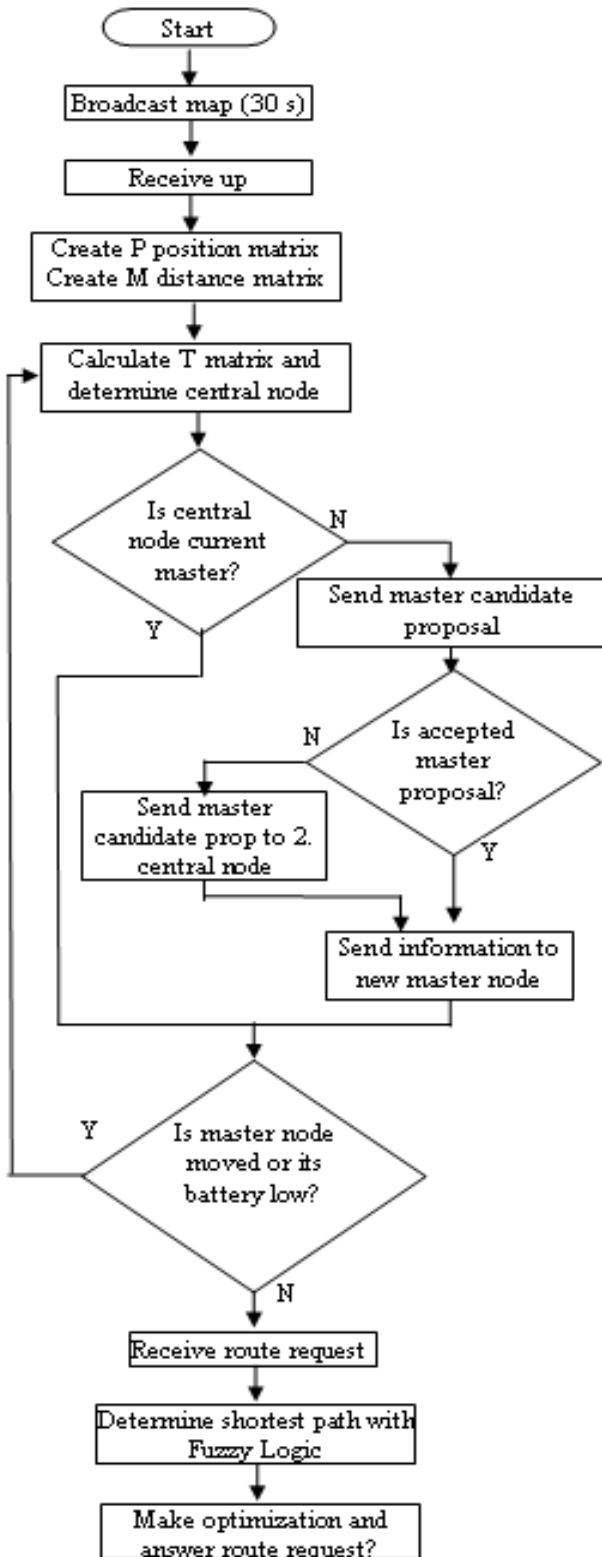 Start
Broadcast map (30 s)
Receive up
Create P position matrix
Create M distance matrix
Calculate T matrix and
determine central node
Is central
node current
master?
N
Y
Send master candidate
proposal
Is accepted
master
proposal?
N
Y
Send master
candidate prop to 2.
central node
Send information to
new master node
Is master node
moved or its
battery low?
Y
N
Receive route request
Determine shortest path with
Fuzzy Logic
Make optimization and
answer route request?